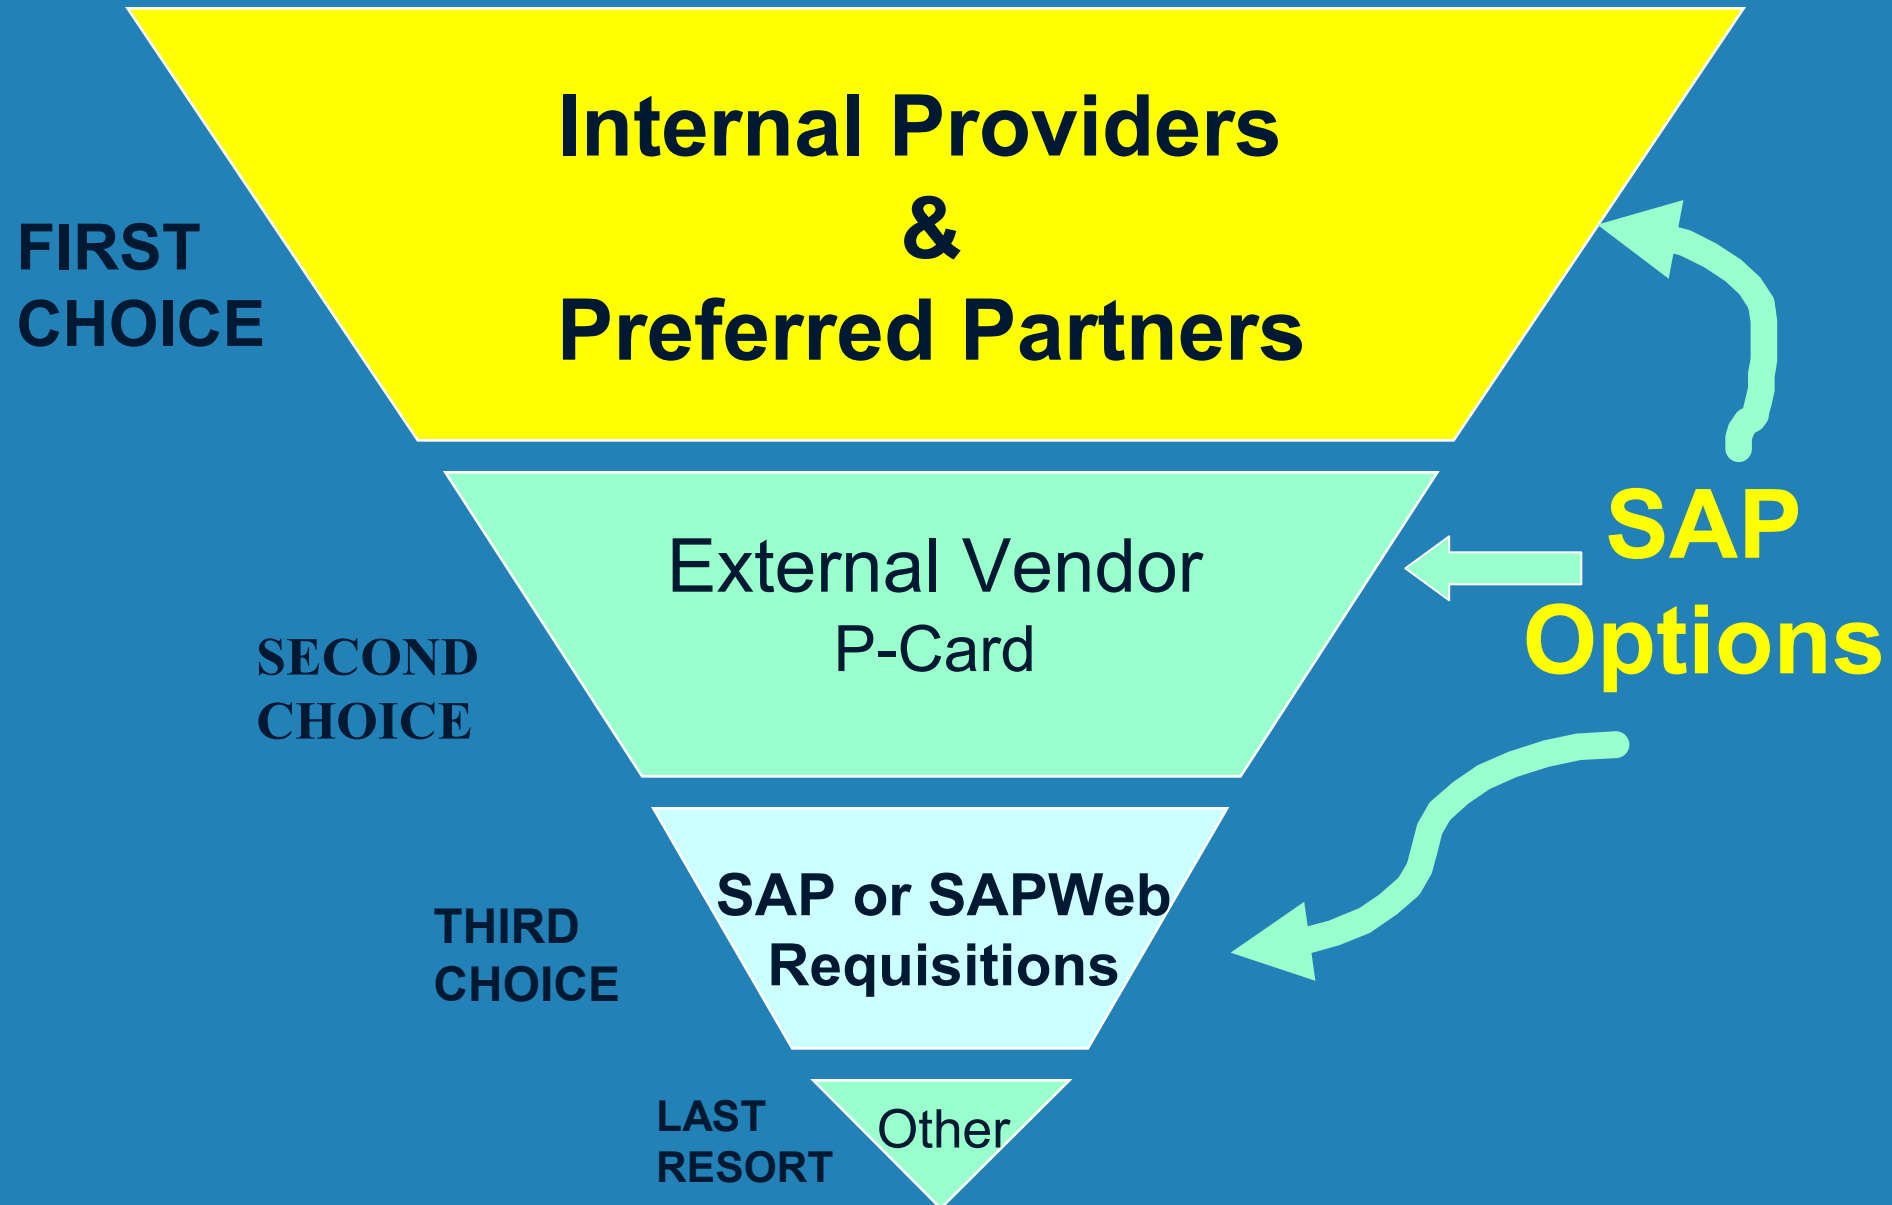 Internal Providers
&
Preferred Partners
FIRST
CHOICE
External Vendor
P-Card
SECOND
CHOICE
SAP
Options
SAP or SAPWeb
Requisitions
THIRD
CHOICE
Other
LAST
RESORT